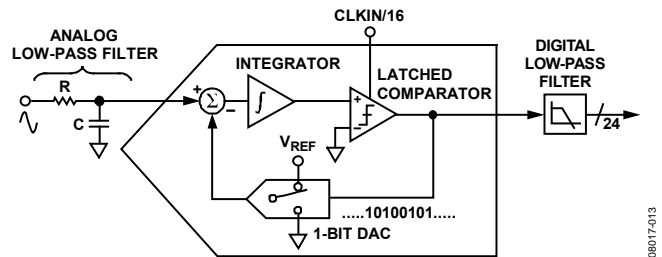 CLKIN/16
ANALOG
LOW-PASS FILTER
DIGITAL
LOW-PASS
FILTER
INTEGRATOR
LATCHED
COMPARATOR
R
+
Σ
–
∫
+
–
C
24
VREF
.....10100101.....
1-BIT DAC
08017-013